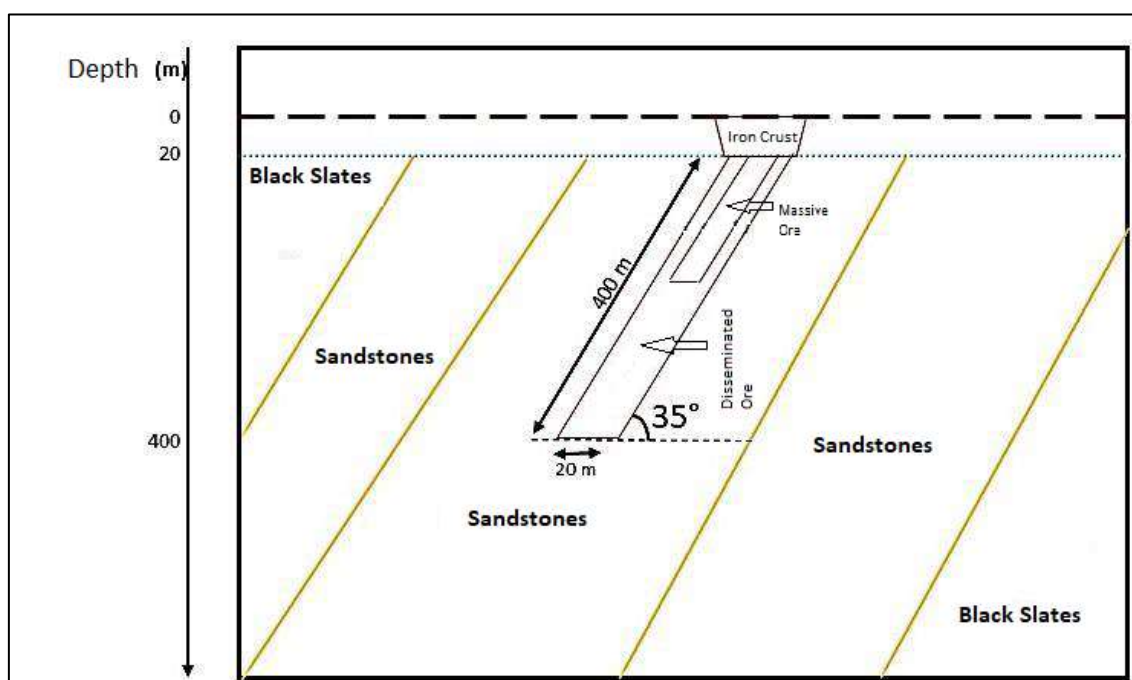 Depth (m)
0
Iron Crust
20
Black Slates
Massive
Ore
400 m
Sandstones
Disseminated
Ore
35°
400
Sandstones
20 m
Sandstones
Black Slates